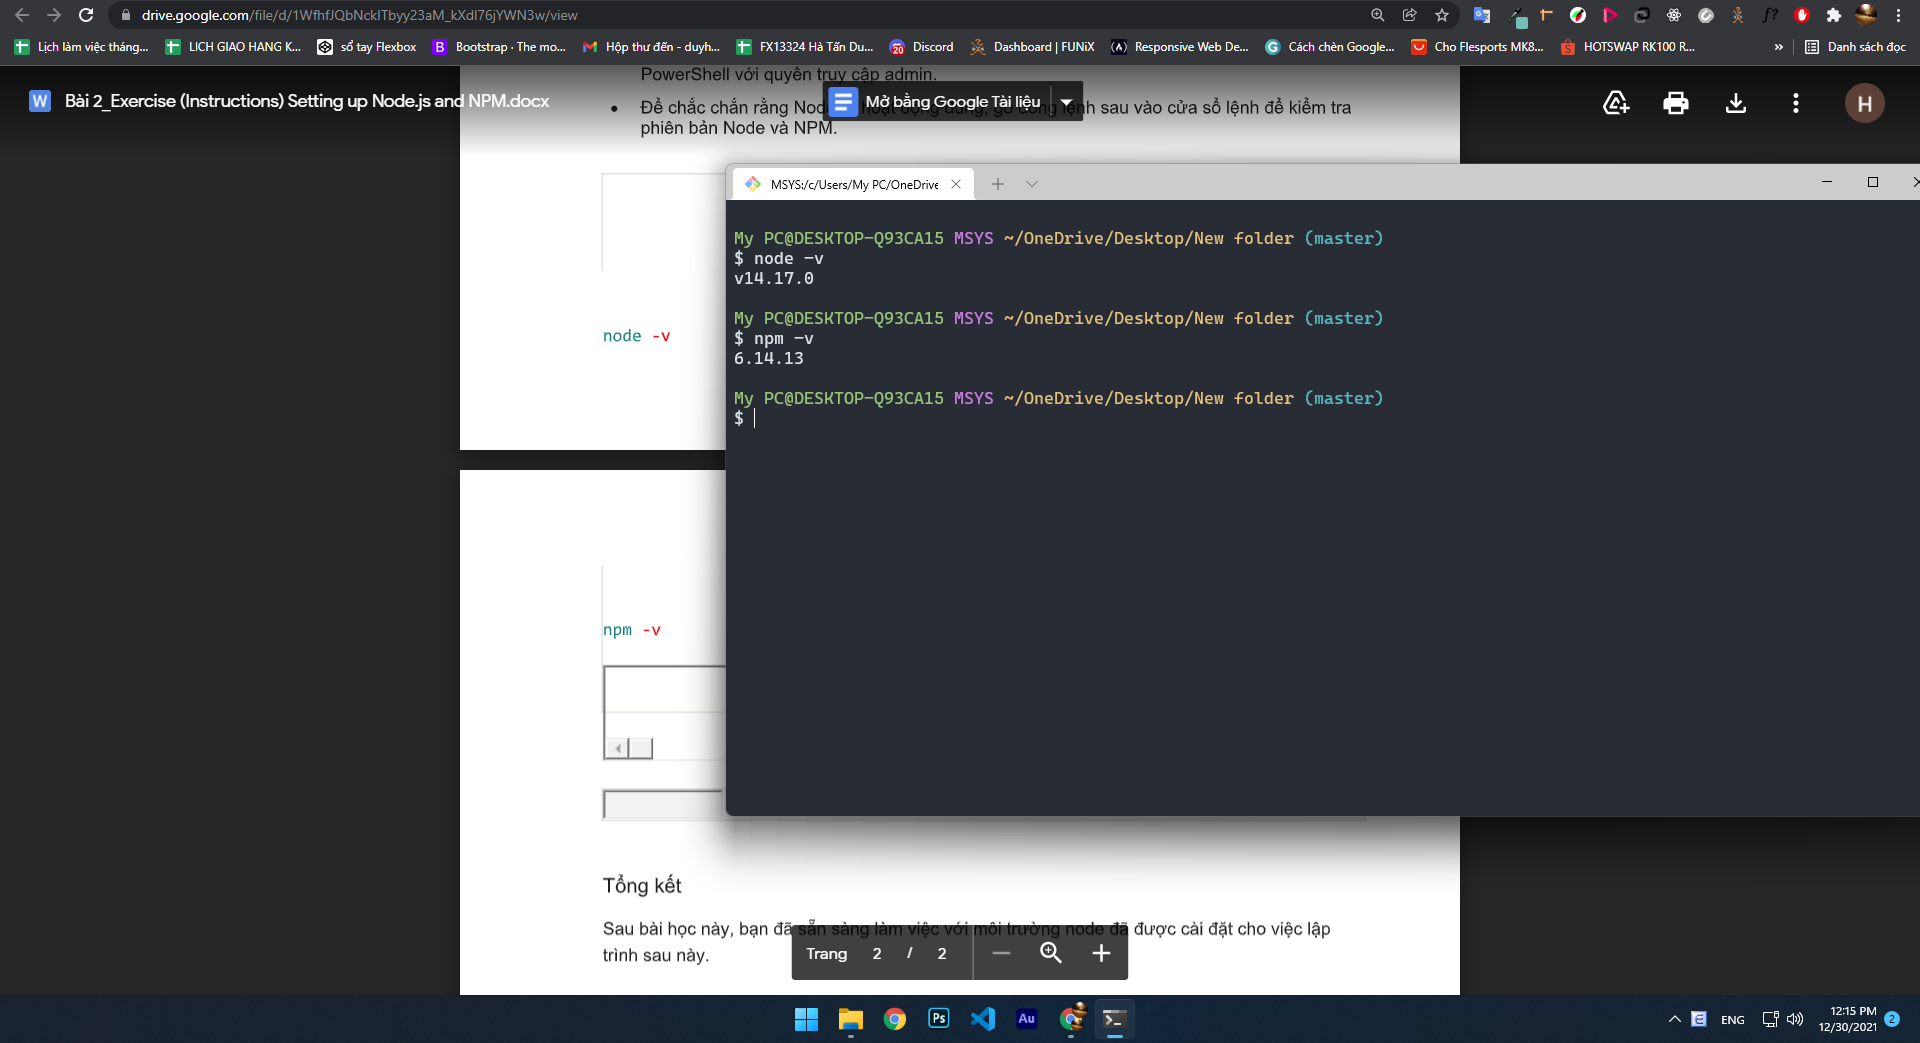 drive.google.com/file/d/1WfhfJQbNckITbyy23aM_kXdI76jYWN3w/view
Lịch làm việc tháng...
LICH GIAO HANG K...
sổ tay Flexbox
B
Bootstrap · The mo...
Hộp thư đến - duyh...
FX13324 Hà Tấn Du...
20
Discord
Dashboard | FUNiX
(A)
Responsive Web De...
G
Cách chèn Google...
Cho Flesports MK8...
HOTSWAP RK100 R...
»
Danh sách đọc
PowerShell với quyền truy cập admin.
W
Bài 2_Exercise (Instructions) Setting up Node.js and NPM.docx
Mở bằng Google Tài liệu
H
Để chắc chắn rằng lệnh sau vào cửa sổ lệnh để kiểm tra
phiên bản Node và NPM.
MSYS:/c/Users/My PC/OneDrive
My PC@DESKTOP-Q93CA15 MSYS ~/OneDrive/Desktop/New folder (master)
$ node -v
v14.17.0
My PC@DESKTOP-Q93CA15 MSYS ~/OneDrive/Desktop/New folder (master)
$ npm -v
6.14.13
My PC@DESKTOP-Q93CA15 MSYS ~/OneDrive/Desktop/New folder (master)
$
node -v
npm -v
Tổng kết
Sau bài học này, bạn đã sẵn sàng làm việc với môi trường node đã được cài đặt cho việc lập
trình sau này.
Trang 2 / 2
Ps
Au
ENG
12:15 PM
12/30/2021
2